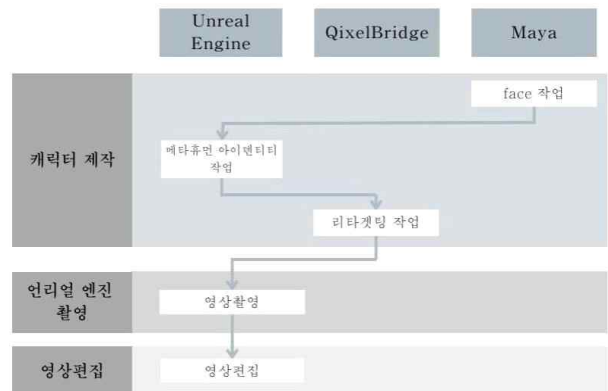 Unreal
Engine
QixelBridge
Maya
캐릭터 제작
face 작업
메타휴먼 아이덴티티
작업
리타겟팅 작업
언리얼 엔진
촬영
영상촬영
영상편집
영상편집